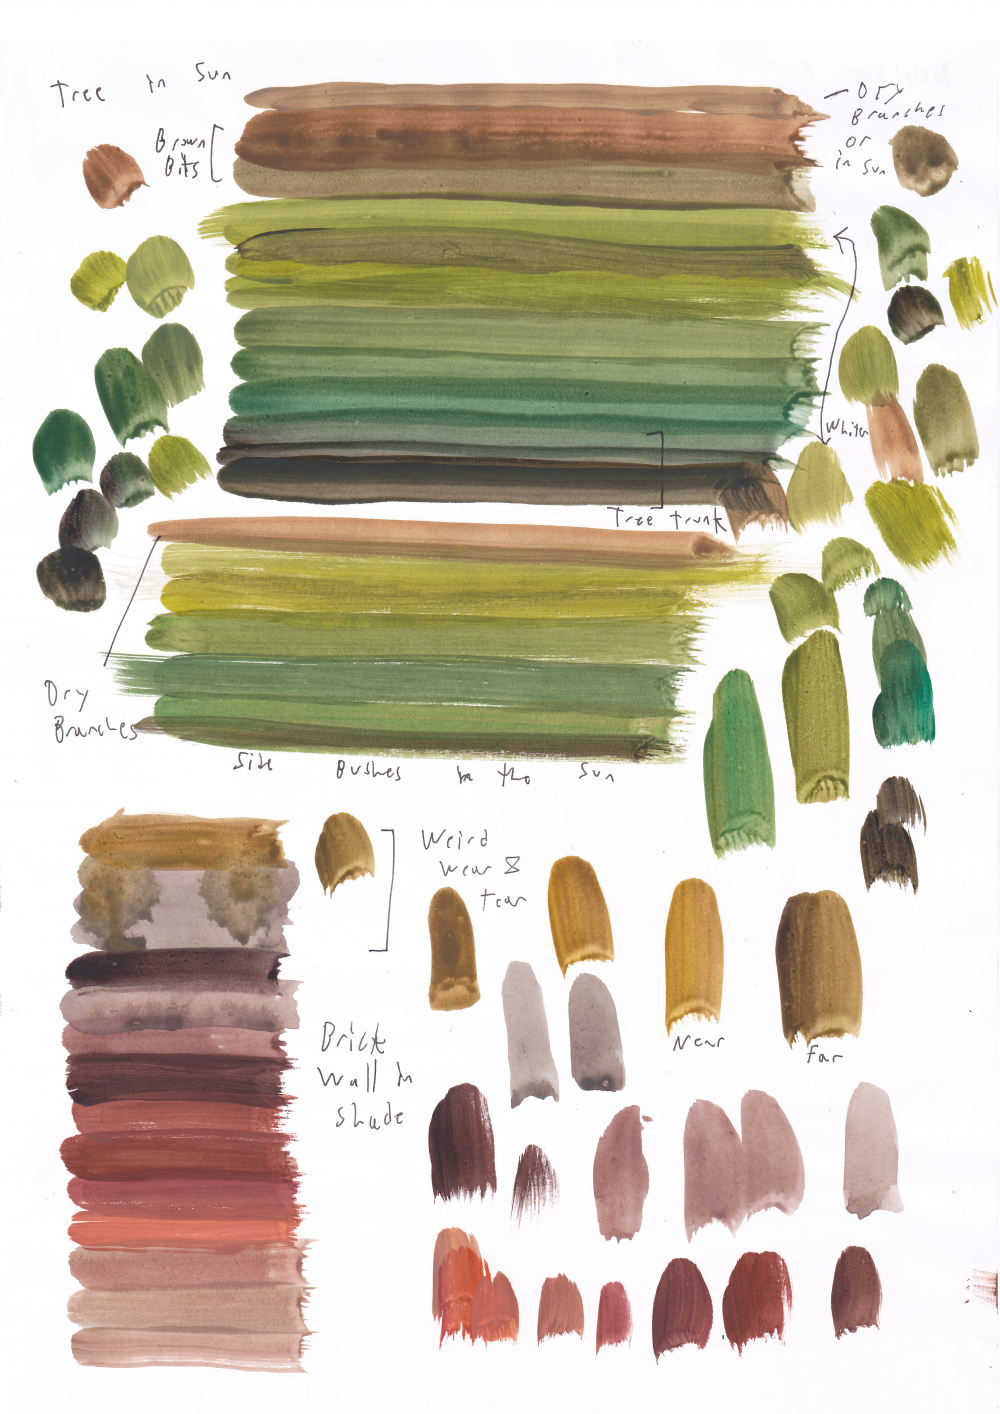 Tree in Sun
Brown
Bits
Dry
Branches
or
in Sun
Tree trunk
Dry
Branches
Side Bushes in the Sun
Weird
wear &
tear
Near
Far
Brick
Wall in
Shade